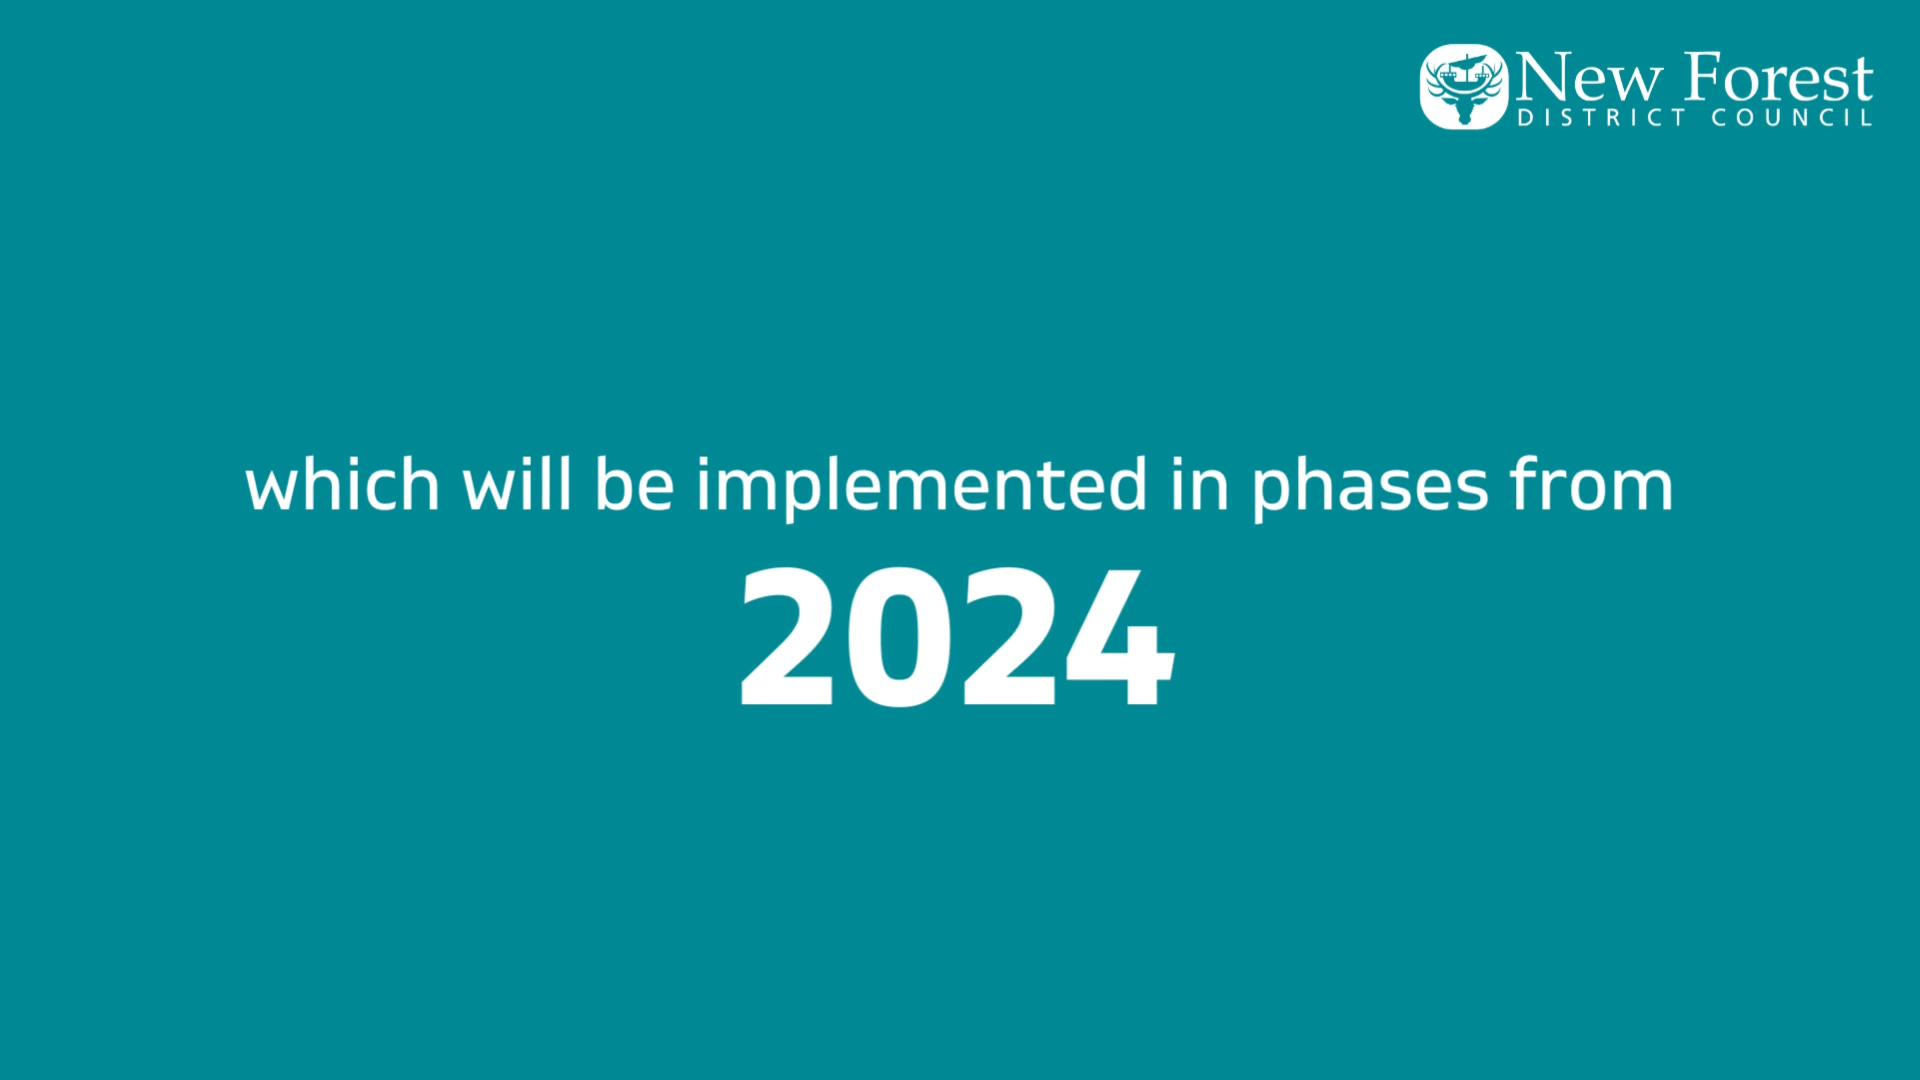 New Forest
DISTRICT COUNCIL
which will be implemented in phases from
2024